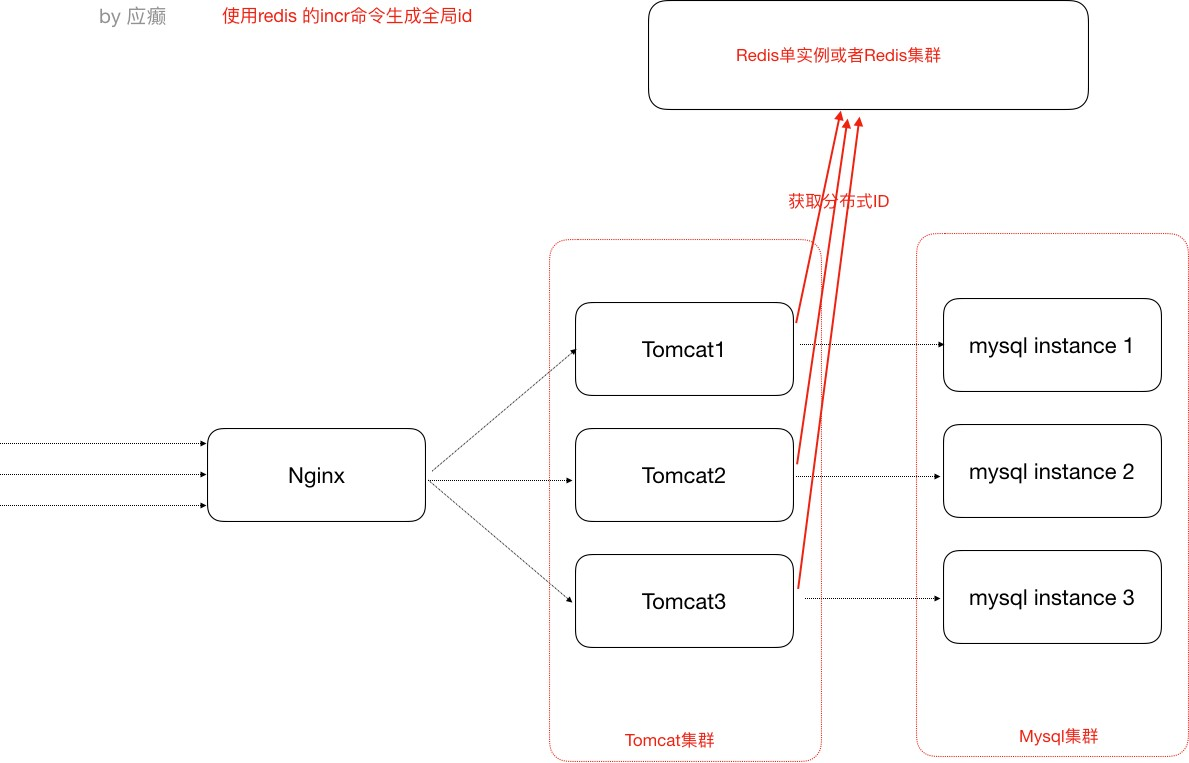 by 应癫
使用redis 的incr命令生成全局id
Redis单实例或者Redis集群
获取分布式ID
Tomcat1
mysql instance 1
Nginx
Tomcat2
mysql instance 2
Tomcat3
mysql instance 3
Tomcat集群
Mysql集群